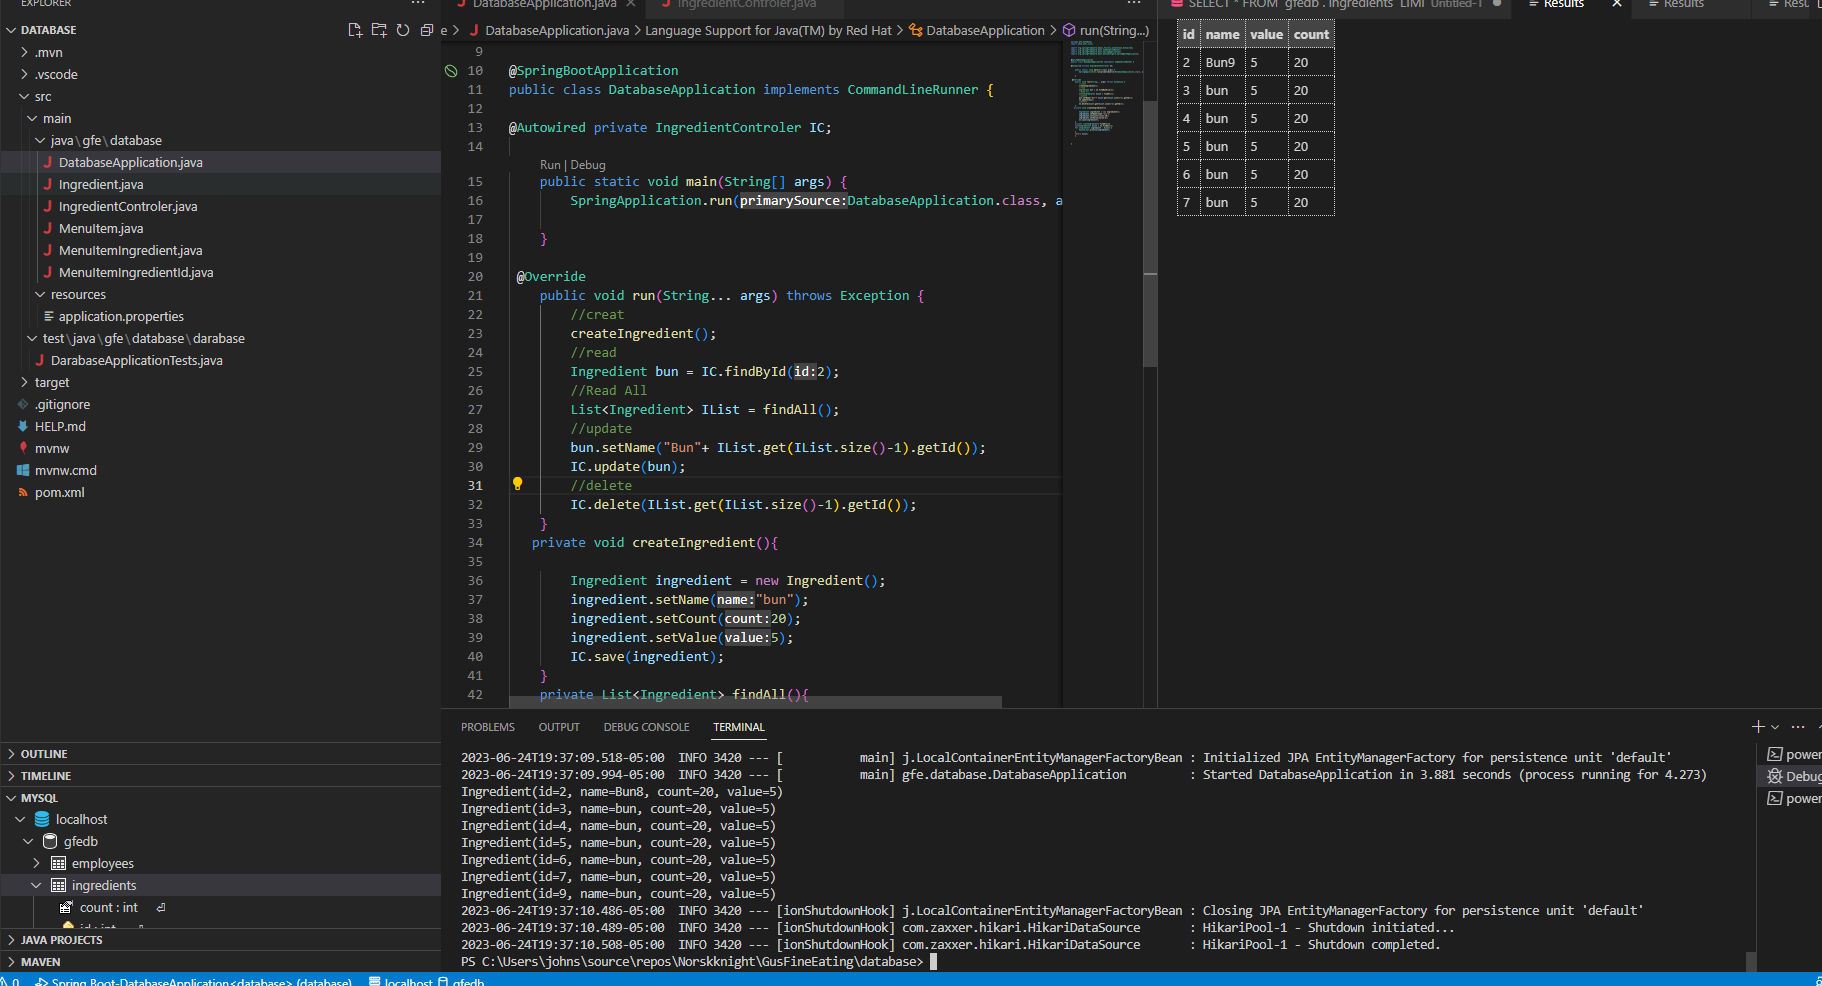 EXPLORER
DATABASE
.mvn
.vscode
src
main
java\gfe\database
DatabaseApplication.java
Ingredient.java
IngredientControler.java
MenuItem.java
MenuItemIngredient.java
MenuItemIngredientId.java
resources
application.properties
test\java\gfe\database\darabase
DarabaseApplicationTests.java
target
.gitignore
HELP.md
mvnw
mvnw.cmd
pom.xml
OUTLINE
TIMELINE
MYSQL
localhost
gfedb
employees
ingredients
count : int
id : int
JAVA PROJECTS
MAVEN
DatabaseApplication.java
IngredientControler.java
e > DatabaseApplication.java > Language Support for Java(TM) by Red Hat > DatabaseApplication > run(String...)
9
10 @SpringBootApplication
11 public class DatabaseApplication implements CommandLineRunner {
12
13 @Autowired private IngredientControler IC;
14
Run | Debug
15 public static void main(String[] args) {
16 SpringApplication.run(primarySource:DatabaseApplication.class, a
17
18 }
19
20 @Override
21 public void run(String... args) throws Exception {
22 //creat
23 createIngredient();
24 //read
25 Ingredient bun = IC.findById(id:2);
26 //Read All
27 List<Ingredient> IList = findAll();
28 //update
29 bun.setName("Bun"+ IList.get(IList.size()-1).getId());
30 IC.update(bun);
31 //delete
32 IC.delete(IList.get(IList.size()-1).getId());
33 }
34 private void createIngredient(){
35
36 Ingredient ingredient = new Ingredient();
37 ingredient.setName(name:"bun");
38 ingredient.setCount(count:20);
39 ingredient.setValue(value:5);
40 IC.save(ingredient);
41 }
42 private List<Ingredient> findAll(){
SELECT * FROM `gfedb`.`ingredients` LIMI Untitled-1
Results
Results
id name value count
2 Bun9 5 20
3 bun 5 20
4 bun 5 20
5 bun 5 20
6 bun 5 20
7 bun 5 20
PROBLEMS OUTPUT DEBUG CONSOLE TERMINAL
2023-06-24T19:37:09.518-05:00 INFO 3420 --- [ main] j.LocalContainerEntityManagerFactoryBean : Initialized JPA EntityManagerFactory for persistence unit 'default'
2023-06-24T19:37:09.994-05:00 INFO 3420 --- [ main] gfe.database.DatabaseApplication : Started DatabaseApplication in 3.881 seconds (process running for 4.273)
Ingredient(id=2, name=Bun8, count=20, value=5)
Ingredient(id=3, name=bun, count=20, value=5)
Ingredient(id=4, name=bun, count=20, value=5)
Ingredient(id=5, name=bun, count=20, value=5)
Ingredient(id=6, name=bun, count=20, value=5)
Ingredient(id=7, name=bun, count=20, value=5)
Ingredient(id=9, name=bun, count=20, value=5)
2023-06-24T19:37:10.486-05:00 INFO 3420 --- [ionShutdownHook] j.LocalContainerEntityManagerFactoryBean : Closing JPA EntityManagerFactory for persistence unit 'default'
2023-06-24T19:37:10.489-05:00 INFO 3420 --- [ionShutdownHook] com.zaxxer.hikari.HikariDataSource : HikariPool-1 - Shutdown initiated...
2023-06-24T19:37:10.508-05:00 INFO 3420 --- [ionShutdownHook] com.zaxxer.hikari.HikariDataSource : HikariPool-1 - Shutdown completed.
PS C:\Users\johns\source\repos\Norskknight\GusFineEating\database>
power
Debug
power
0 Spring Boot-DatabaseApplication<database> (database) localhost gfedb